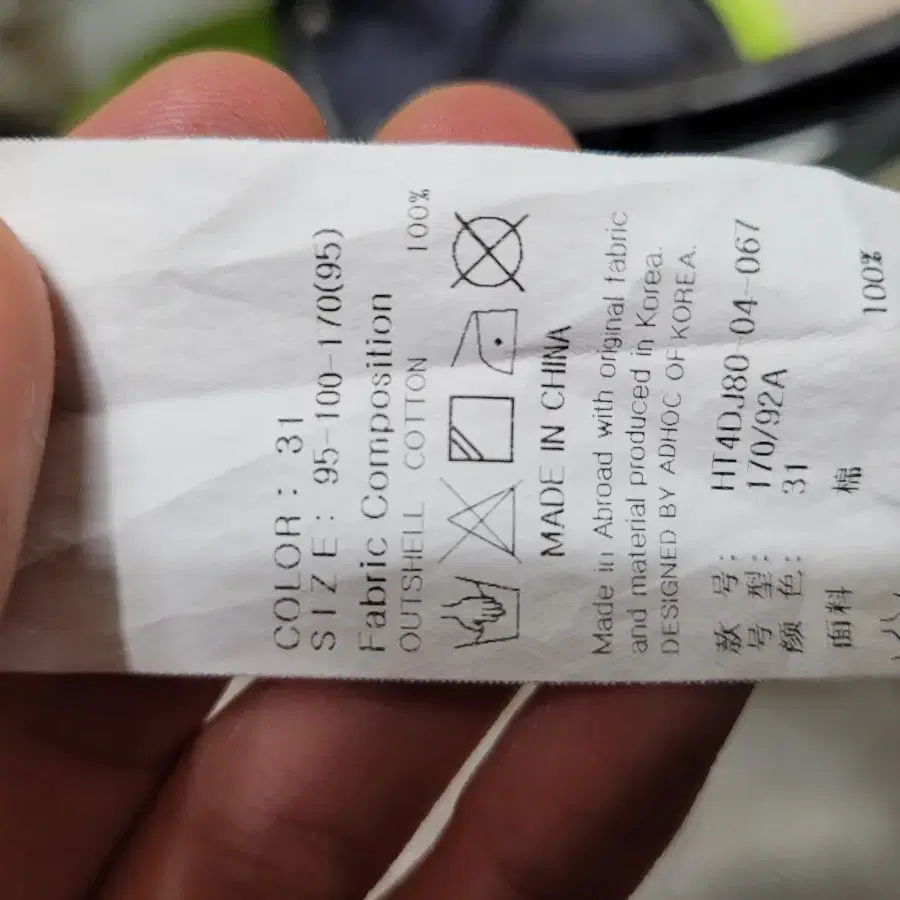 COLOR : 31
SIZE : 95-100-170(95)
Fabric Composition
OUTSHELL COTTON 100%
MADE IN CHINA
Made in Abroad with original fabric
and material produced in Korea.
DESIGNED BY ADHOC OF KOREA.
款 号: HT4DJ80-04-067
号 型: 170/92A
颜 色: 31
面料 棉 100%